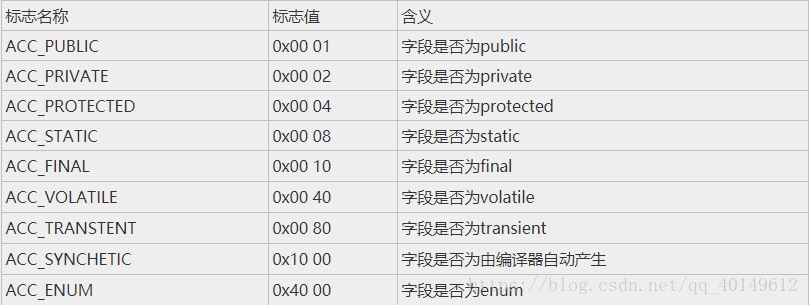 标志名称 标志值 含义
ACC_PUBLIC 0x00 01 字段是否为public
ACC_PRIVATE 0x00 02 字段是否为private
ACC_PROTECTED 0x00 04 字段是否为protected
ACC_STATIC 0x00 08 字段是否为static
ACC_FINAL 0x00 10 字段是否为final
ACC_VOLATILE 0x00 40 字段是否为volatile
ACC_TRANSTENT 0x00 80 字段是否为transient
ACC_SYNCHETIC 0x10 00 字段是否为由编译器自动产生
ACC_ENUM 0x40 00 字段是否为enum
https://blog.csdn.net/qq_40149612